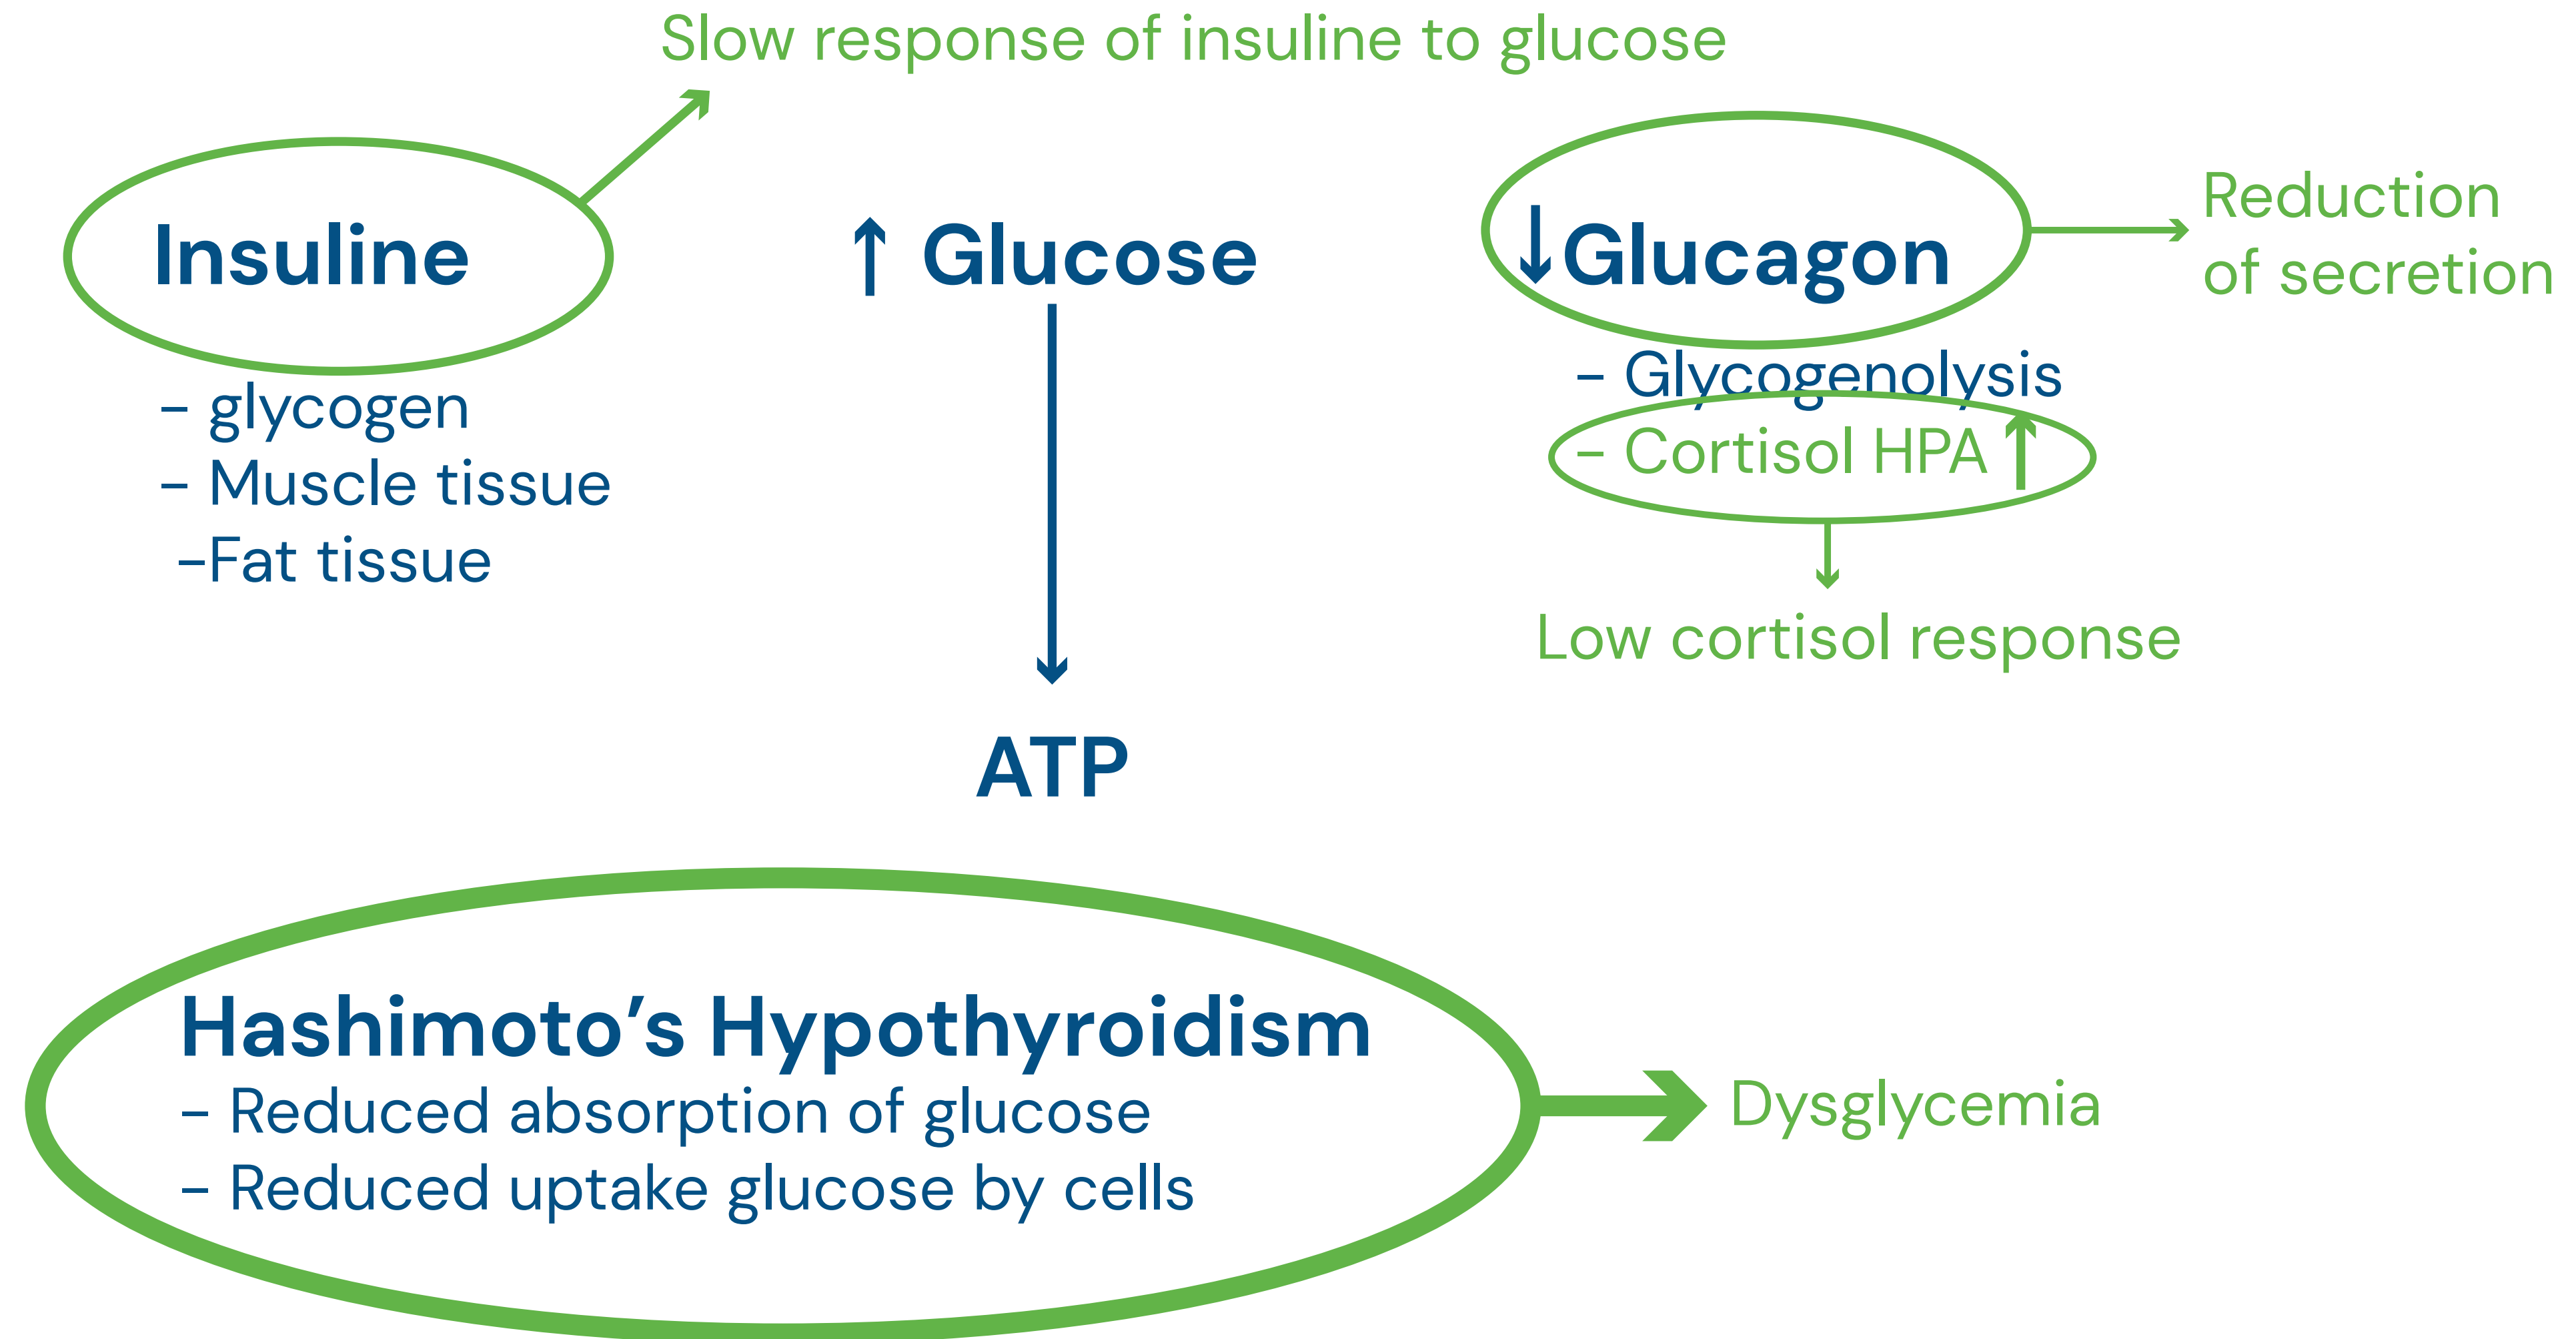 Slow response of insuline to glucose
Insuline
- glycogen
- Muscle tissue
-Fat tissue
↑ Glucose
ATP
↓Glucagon
- Glycogenolysis
- Cortisol HPA ↑
Low cortisol response
Reduction
of secretion
Hashimoto’s Hypothyroidism
- Reduced absorption of glucose
- Reduced uptake glucose by cells
Dysglycemia